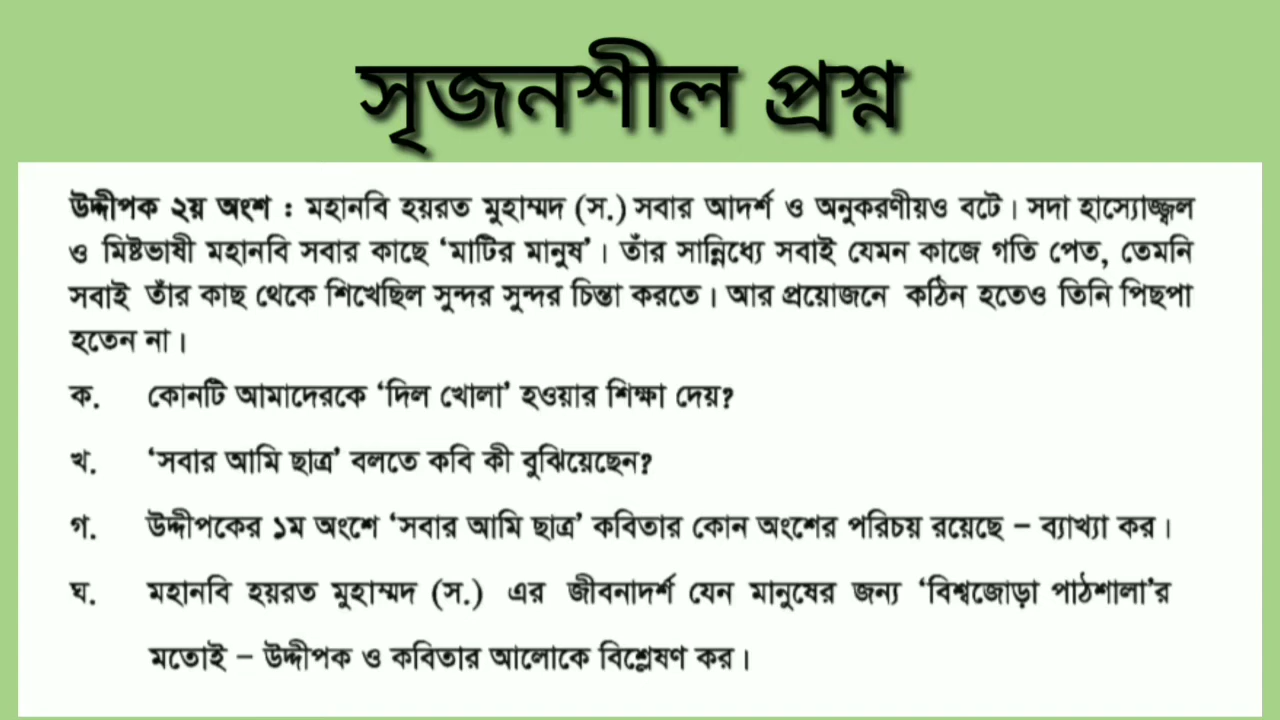 সৃজনশীল প্রশ্ন
উদ্দীপক ২য় অংশ : মহানবি হযরত মুহাম্মদ (স.) সবার আদর্শ ও অনুকরণীয়ও বটে। সদা হাস্যোজ্জ্বল
ও মিষ্টভাষী মহানবি সবার কাছে ‘মাটির মানুষ’। তাঁর সান্নিধ্যে সবাই যেমন কাজে গতি পেত, তেমনি
সবাই তাঁর কাছ থেকে শিখেছিল সুন্দর সুন্দর চিন্তা করতে। আর প্রয়োজনে কঠিন হতেও তিনি পিছপা
হতেন না।
ক. কোনটি আমাদেরকে ‘দিল খোলা’ হওয়ার শিক্ষা দেয়?
খ. ‘সবার আমি ছাত্র’ বলতে কবি কী বুঝিয়েছেন?
গ. উদ্দীপকের ১ম অংশে ‘সবার আমি ছাত্র’ কবিতার কোন অংশের পরিচয় রয়েছে – ব্যাখ্যা কর।
ঘ. মহানবি হযরত মুহাম্মদ (স.) এর জীবনাদর্শ যেন মানুষের জন্য ‘বিশ্বজোড়া পাঠশালা’র
মতোই – উদ্দীপক ও কবিতার আলোকে বিশ্লেষণ কর।